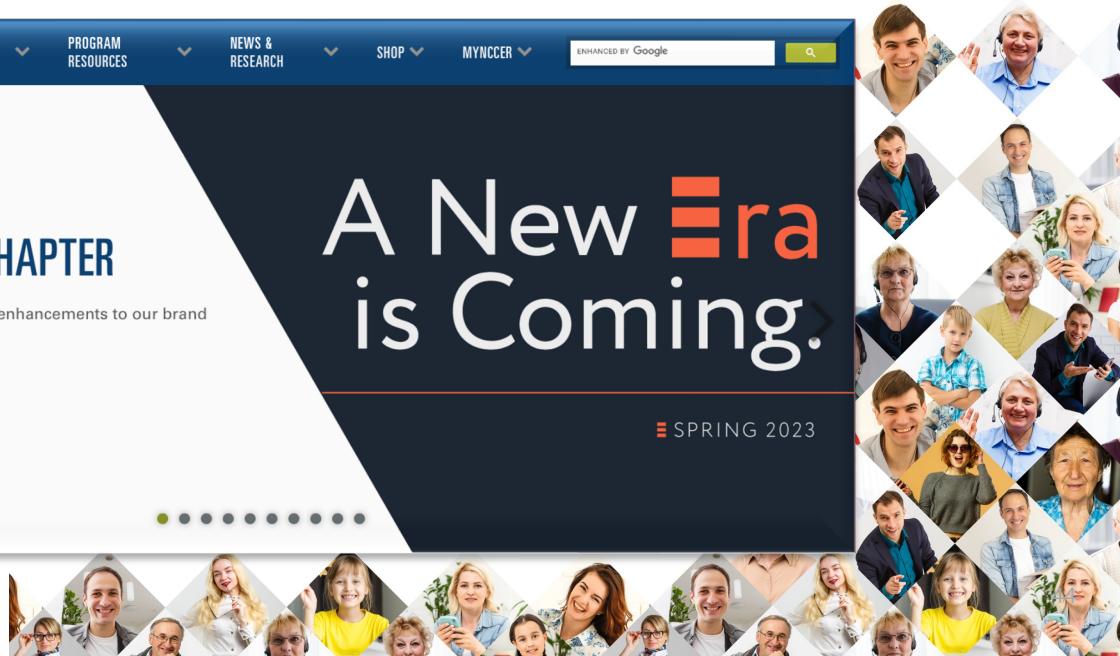 PROGRAM
RESOURCES
NEWS &
RESEARCH
SHOP
MYNCCER
ENHANCED BY Google
A New Era
is Coming.
HAPTER
enhancements to our brand
SPRING 2023